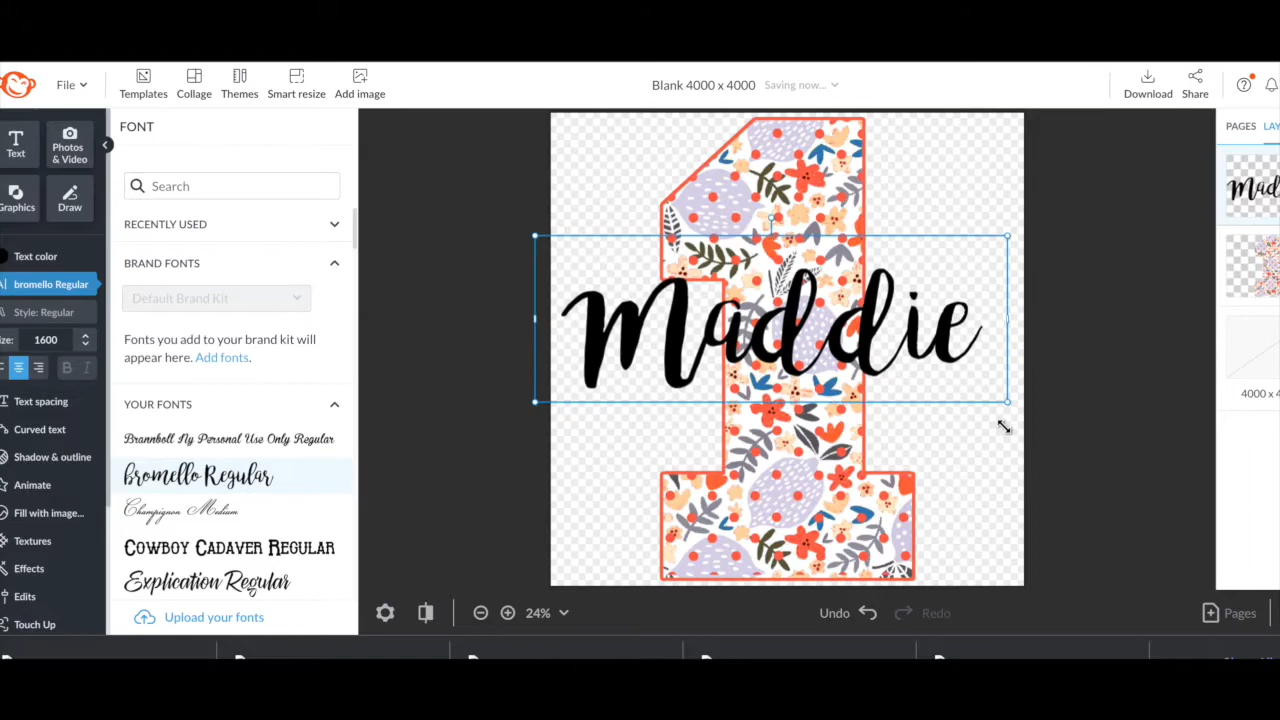 File
Templates
Collage
Themes
Smart resize
Add image
Blank 4000 x 4000
Saving now...
Download
Share
Text
Photos
& Video
Graphics
Draw
FONT
Search
RECENTLY USED
BRAND FONTS
Default Brand Kit
Fonts you add to your brand kit will
appear here. Add fonts.
YOUR FONTS
Brannboll Ny Personal Use Only Regular
bromello Regular
Champignon Medium
Cowboy Cadaver Regular
Explication Regular
Upload your fonts
Text color
bromello Regular
Style: Regular
1600
B I
Text spacing
Curved text
Shadow & outline
Animate
Fill with image...
Textures
Effects
Edits
Touch Up
1
Maddie
24%
Undo
Redo
PAGES
Pages